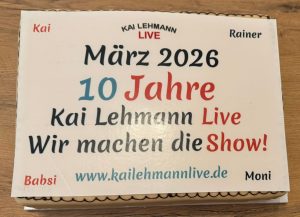 Kai
Rainer
KAI LEHMANN
LIVE
März 2026
10 Jahre
Kai Lehmann Live
Wir machen die Show!
www.kailehmannlive.de
Babsi
Moni